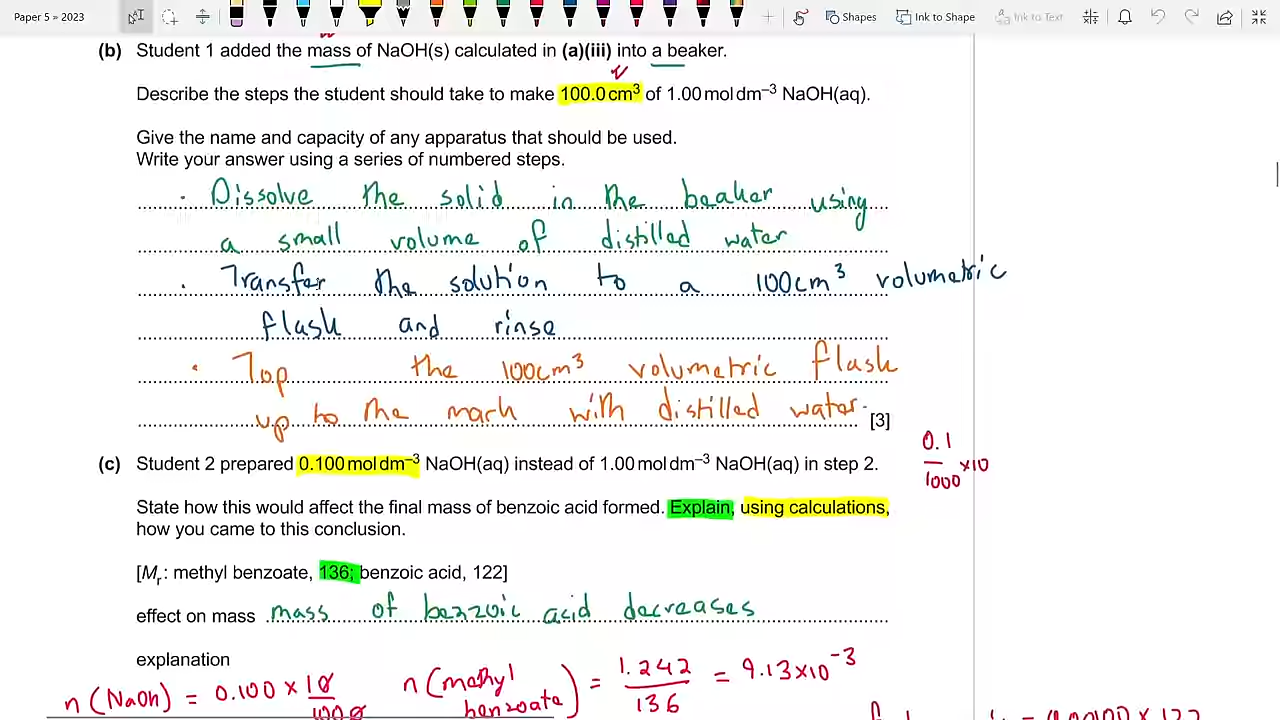 Paper 5 » 2023
Shapes
Ink to Shape
Ink to Text
(b) Student 1 added the mass of NaOH(s) calculated in (a)(iii) into a beaker.
Describe the steps the student should take to make 100.0 cm³ of 1.00 mol dm⁻³ NaOH(aq).
Give the name and capacity of any apparatus that should be used.
Write your answer using a series of numbered steps.
· Dissolve the solid in the beaker using
a small volume of distilled water
· Transfer the solution to a 100cm³ volumetric
flask and rinse
· Top the 100cm³ volumetric flask
up to the mark with distilled water. [3]
0.1/1000 ×10
(c) Student 2 prepared 0.100 mol dm⁻³ NaOH(aq) instead of 1.00 mol dm⁻³ NaOH(aq) in step 2.
State how this would affect the final mass of benzoic acid formed. Explain, using calculations,
how you came to this conclusion.
[Mr: methyl benzoate, 136; benzoic acid, 122]
effect on mass mass of benzoic acid decreases
explanation
n(NaOH) = 0.100 × 10/1000
n(methyl benzoate) = 1.242/136 = 9.13×10⁻³